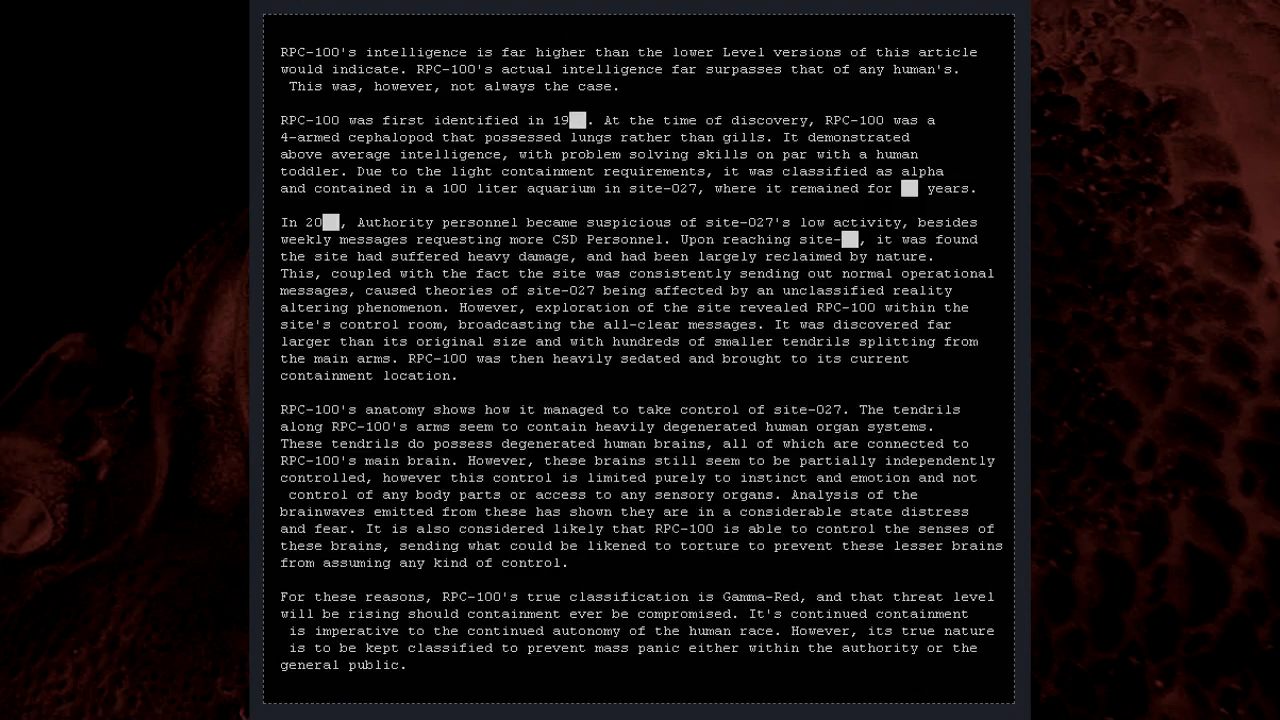 RPC-100's intelligence is far higher than the lower Level versions of this article
would indicate. RPC-100's actual intelligence far surpasses that of any human's.
This was, however, not always the case.
RPC-100 was first identified in 19██. At the time of discovery, RPC-100 was a
4-armed cephalopod that possessed lungs rather than gills. It demonstrated
above average intelligence, with problem solving skills on par with a human
toddler. Due to the light containment requirements, it was classified as alpha
and contained in a 100 liter aquarium in site-027, where it remained for ██ years.
In 20██, Authority personnel became suspicious of site-027's low activity, besides
weekly messages requesting more CSD Personnel. Upon reaching site-██, it was found
the site had suffered heavy damage, and had been largely reclaimed by nature.
This, coupled with the fact the site was consistently sending out normal operational
messages, caused theories of site-027 being affected by an unclassified reality
altering phenomenon. However, exploration of the site revealed RPC-100 within the
site's control room, broadcasting the all-clear messages. It was discovered far
larger than its original size and with hundreds of smaller tendrils splitting from
the main arms. RPC-100 was then heavily sedated and brought to its current
containment location.
RPC-100's anatomy shows how it managed to take control of site-027. The tendrils
along RPC-100's arms seem to contain heavily degenerated human organ systems.
These tendrils do possess degenerated human brains, all of which are connected to
RPC-100's main brain. However, these brains still seem to be partially independently
controlled, however this control is limited purely to instinct and emotion and not
control of any body parts or access to any sensory organs. Analysis of the
brainwaves emitted from these has shown they are in a considerable state distress
and fear. It is also considered likely that RPC-100 is able to control the senses of
these brains, sending what could be likened to torture to prevent these lesser brains
from assuming any kind of control.
For these reasons, RPC-100's true classification is Gamma-Red, and that threat level
will be rising should containment ever be compromised. It's continued containment
is imperative to the continued autonomy of the human race. However, its true nature
is to be kept classified to prevent mass panic either within the authority or the
general public.